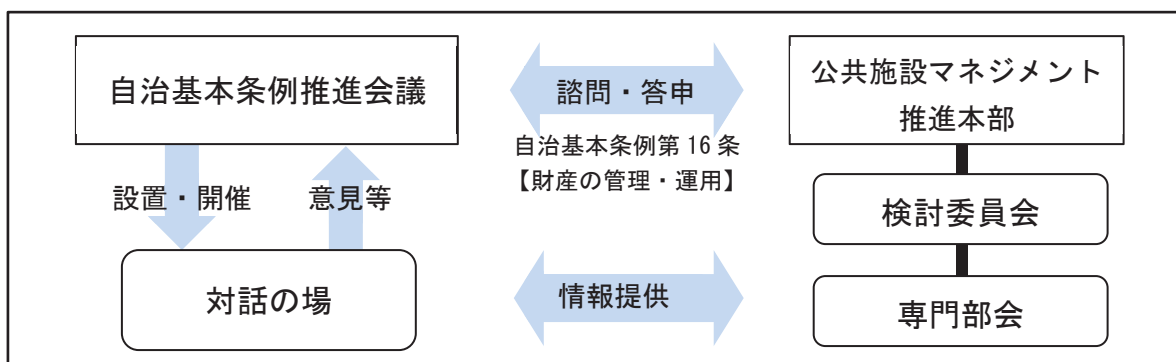 自治基本条例推進会議
諮問・答申
自治基本条例第 16 条
【財産の管理・運用】
公共施設マネジメント
推進本部
設置・開催
意見等
検討委員会
対話の場
情報提供
専門部会